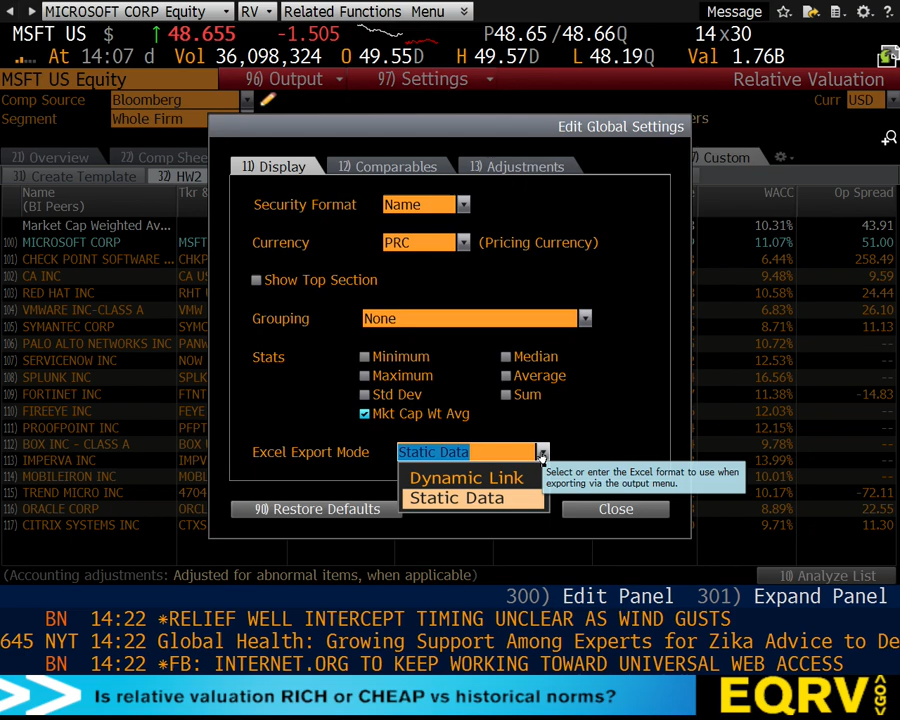 MICROSOFT CORP Equity RV Related Functions Menu Message
MSFT US $ 48.655 -1.505 P48.65 / 48.66Q 14 x 30
At 14:07 d Vol 36,098,324 O 49.55D H 49.57D L 48.19Q Val 1.76B
MSFT US Equity 96) Output 97) Settings Relative Valuation
Comp Source Bloomberg Curr USD
Segment Whole Firm
Edit Global Settings
21) Overview 22) Comp Shee Custom
11) Display 12) Comparables 13) Adjustments
31) Create Template 32) HW2
Name Tkr & WACC Op Spread
(BI Peers)
Security Format Name
Market Cap Weighted Av... 10.31% 43.91
100) MICROSOFT CORP MSFT 11.07% 51.00
Currency PRC (Pricing Currency)
101) CHECK POINT SOFTWARE ... CHKP 6.44% 258.49
102) CA INC CA 9.48% 9.59
Show Top Section
103) RED HAT INC RHT 10.58% 24.44
104) VMWARE INC-CLASS A VMW 6.83% 26.10
Grouping None
105) SYMANTEC CORP SYMC 8.71% 11.13
106) PALO ALTO NETWORKS INC PANW 12.72% --
107) SERVICENOW INC NOW 12.53% --
Stats Minimum Median
108) SPLUNK INC SPLK 16.56% --
Maximum Average
109) FORTINET INC FTNT 11.38% -14.83
Std Dev Sum
110) FIREEYE INC FEYE 12.03% --
Mkt Cap Wt Avg
111) PROOFPOINT INC PFPT 12.15% --
112) BOX INC - CLASS A BOX 9.78% --
Excel Export Mode Static Data
113) IMPERVA INC IMPV 13.99% --
Select or enter the Excel format to use when
exporting via the output menu.
Dynamic Link
114) MOBILEIRON INC MOBL 10.15% --
115) TREND MICRO INC 4704 10.17% -72.11
Static Data
116) ORACLE CORP ORCL 8.89% 22.55
90) Restore Defaults Close
117) CITRIX SYSTEMS INC CTXS 9.71% 11.30
(Accounting adjustments: Adjusted for abnormal items, when applicable) 10) Analyze List
300) Edit Panel 301) Expand Panel
BN 14:22 *RELIEF WELL INTERCEPT TIMING UNCLEAR AS WIND GUSTS
645 NYT 14:22 Global Health: Growing Support Among Experts for Zika Advice to De
BN 14:22 *FB: INTERNET.ORG TO KEEP WORKING TOWARD UNIVERSAL WEB ACCESS
Is relative valuation RICH or CHEAP vs historical norms? EQRV <GO>